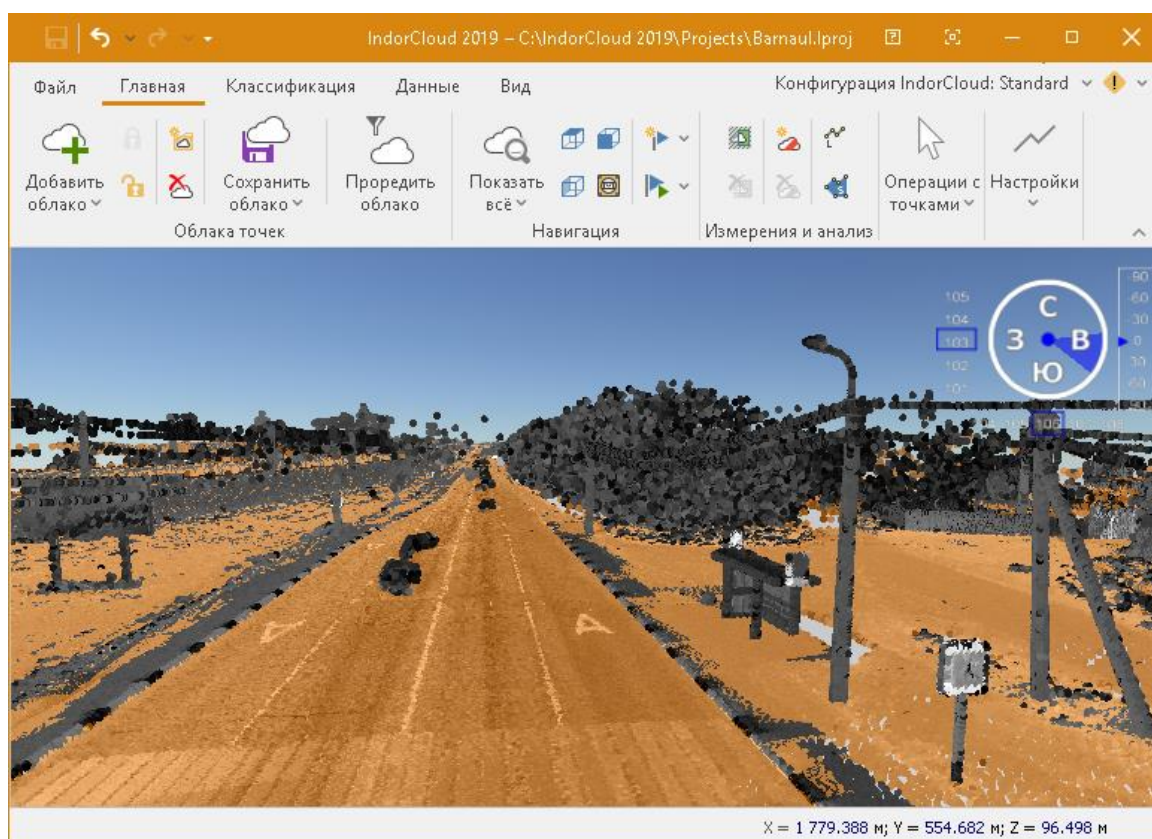 IndorCloud 2019 – C:\IndorCloud 2019\Projects\Barnaul.lproj
Файл Главная Классификация Данные Вид
Конфигурация IndorCloud: Standard
Добавить облако
Сохранить облако
Проредить облако
Показать всё
Операции с точками
Настройки
Облака точек
Навигация
Измерения и анализ
105
104
103
102
101
С
З В
Ю
-90
-60
-30
0
30
60
X = 1 779.388 м; Y = 554.682 м; Z = 96.498 м